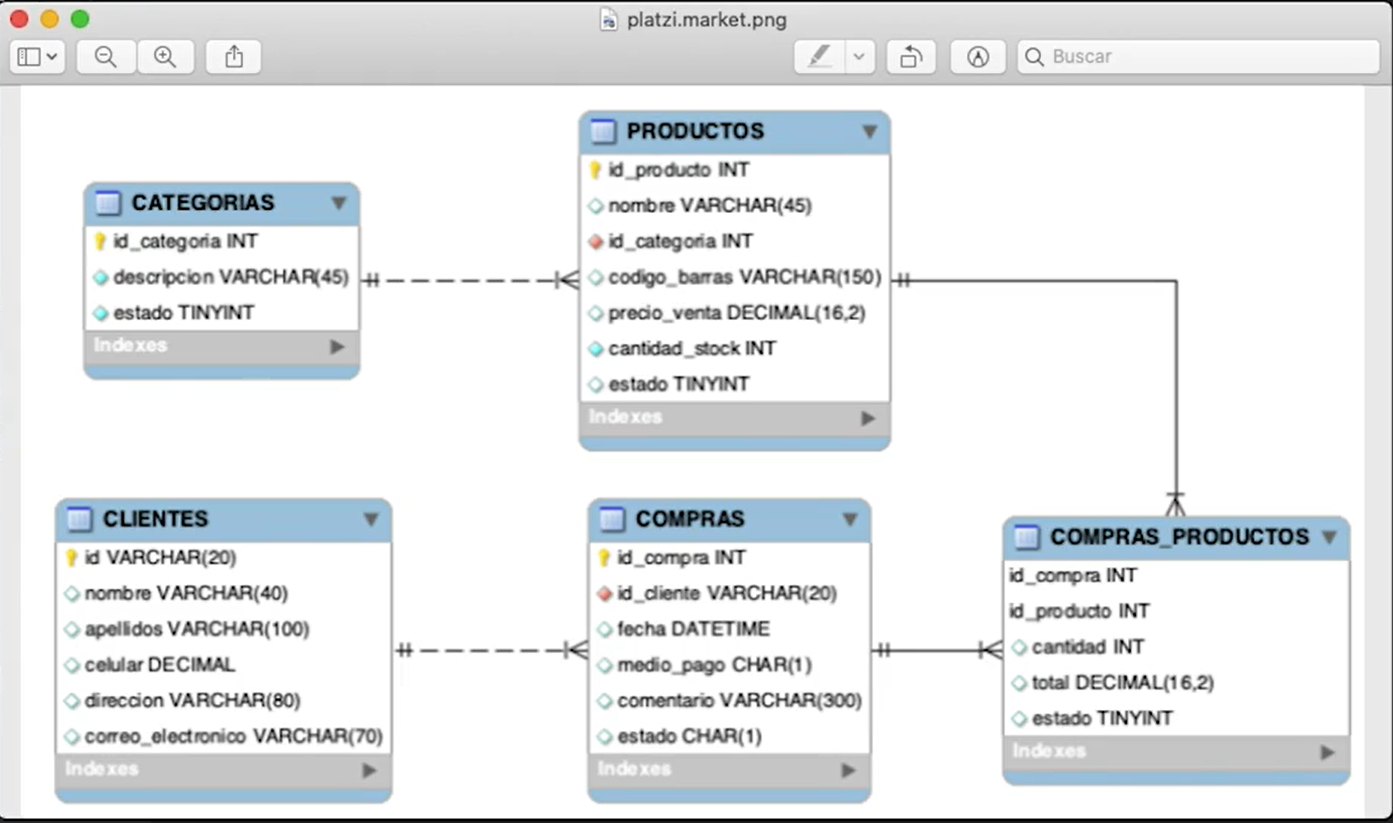 platzi.market.png
Buscar
CATEGORIAS
id_categoria INT
descripcion VARCHAR(45)
estado TINYINT
Indexes
PRODUCTOS
id_producto INT
nombre VARCHAR(45)
id_categoria INT
codigo_barras VARCHAR(150)
precio_venta DECIMAL(16,2)
cantidad_stock INT
estado TINYINT
Indexes
CLIENTES
id VARCHAR(20)
nombre VARCHAR(40)
apellidos VARCHAR(100)
celular DECIMAL
direccion VARCHAR(80)
correo_electronico VARCHAR(70)
Indexes
COMPRAS
id_compra INT
id_cliente VARCHAR(20)
fecha DATETIME
medio_pago CHAR(1)
comentario VARCHAR(300)
estado CHAR(1)
Indexes
COMPRAS_PRODUCTOS
id_compra INT
id_producto INT
cantidad INT
total DECIMAL(16,2)
estado TINYINT
Indexes